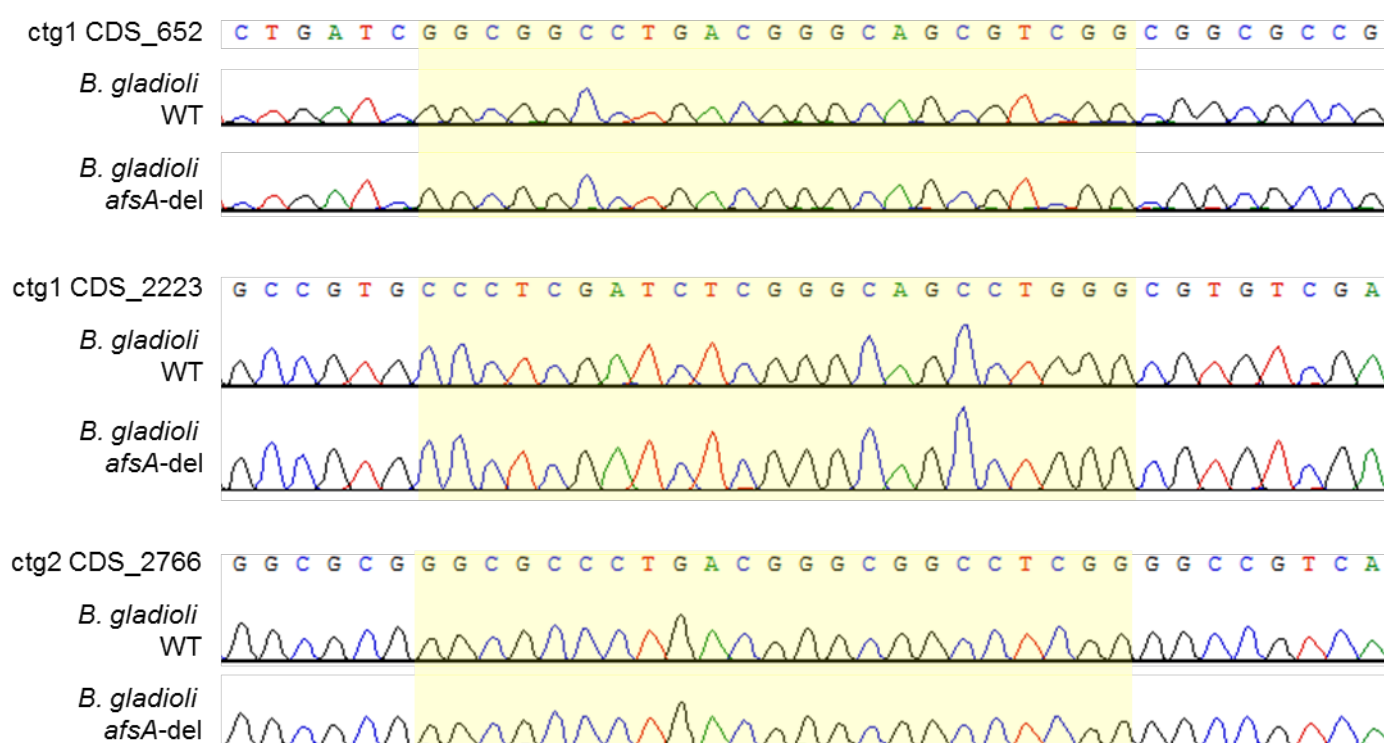 ctg1 CDS_652 C T G A T C G G C G G C C T G A C G G G C A G C G T C G G C G G C G C C G
B. gladioli
WT
B. gladioli
afsA-del
ctg1 CDS_2223 G C C G T G C C C T C G A T C T C G G G C A G C C T G G G C G T G T C G A
B. gladioli
WT
B. gladioli
afsA-del
ctg2 CDS_2766 G G C G C G G G C G C C C T G A C G G G C G G C C T C G G G G C C G T C A
B. gladioli
WT
B. gladioli
afsA-del